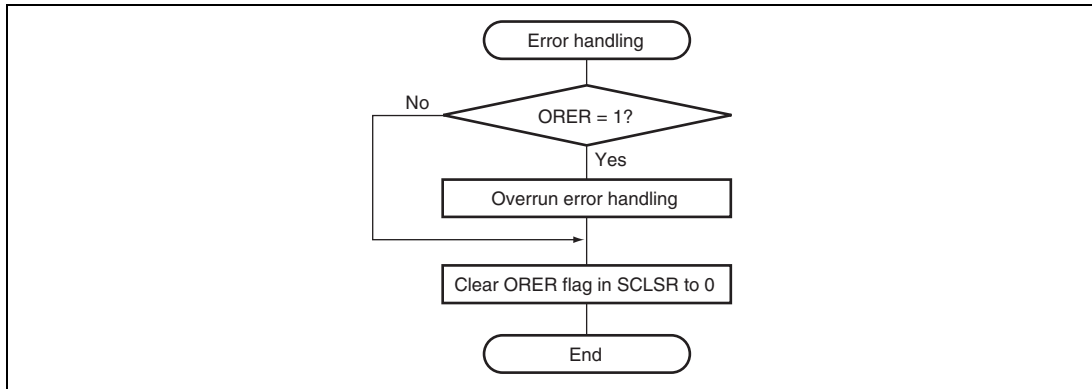 Error handling
No
ORER = 1?
Yes
Overrun error handling
Clear ORER flag in SCLSR to 0
End